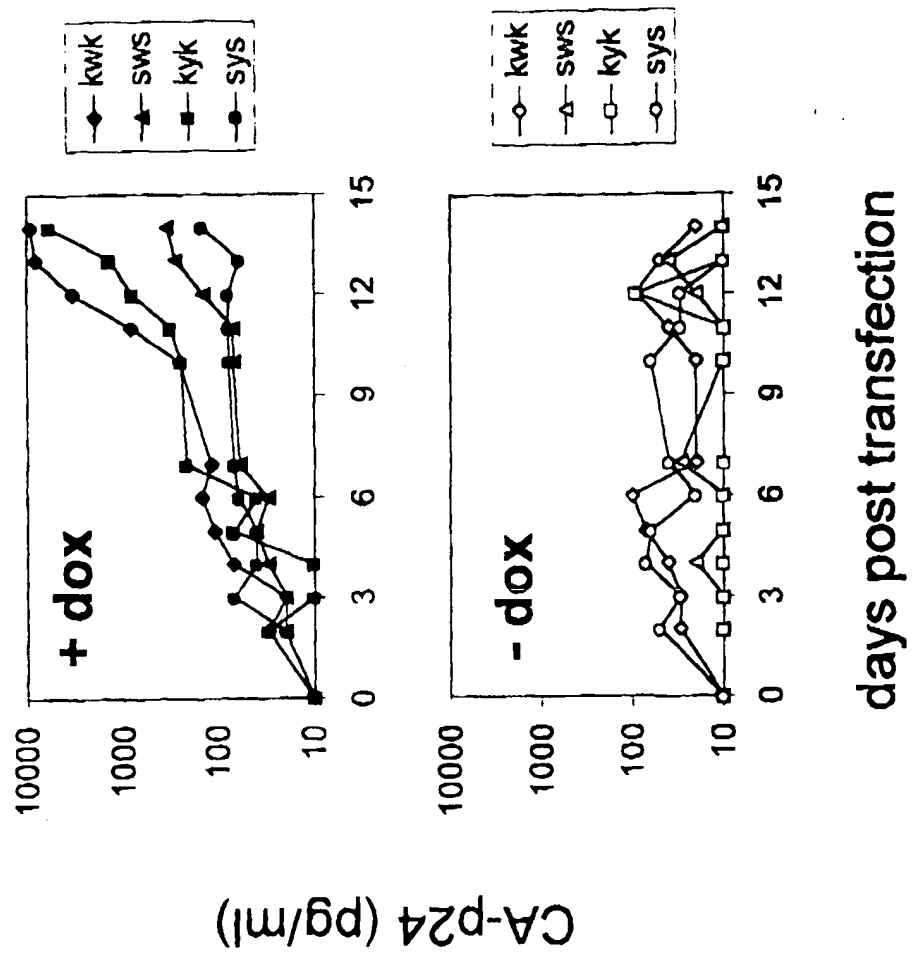 CA-p24 (pg/ml)
+ dox
10000
1000
100
10
0
3
6
9
12
15
kwk
sws
kyk
sys
- dox
10000
1000
100
10
0
3
6
9
12
15
kwk
sws
kyk
sys
days post transfection